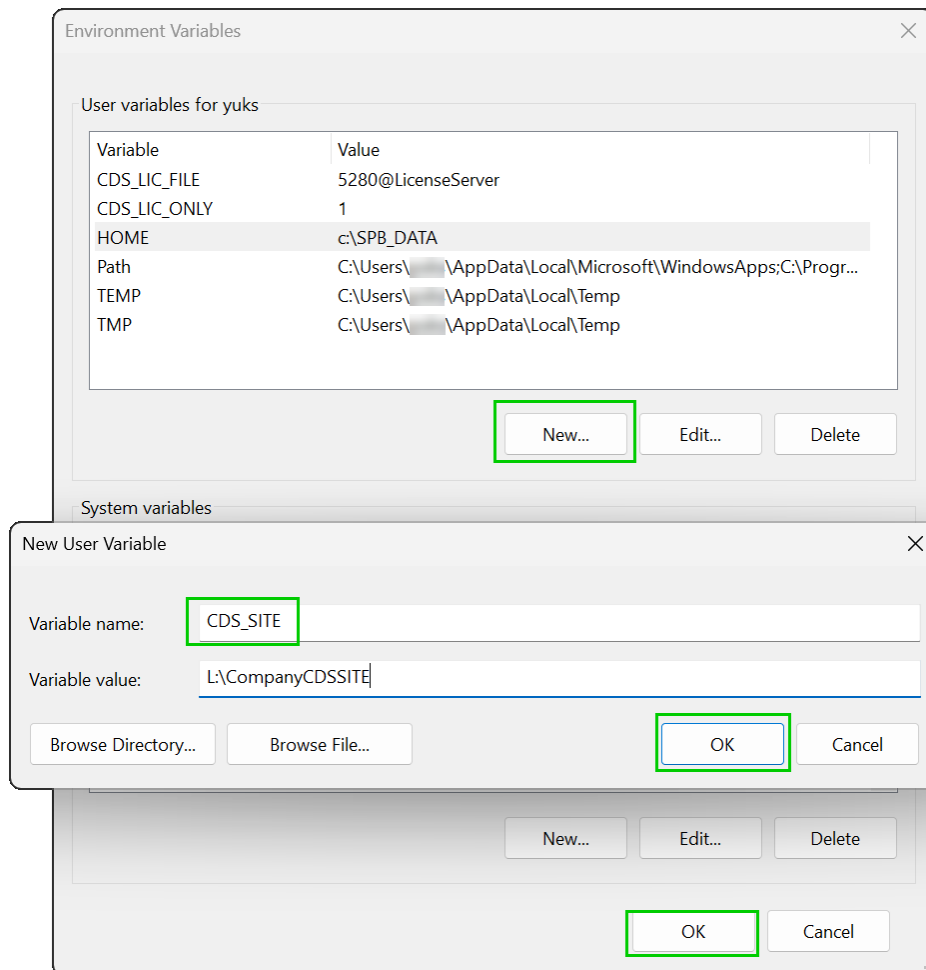 Environment Variables
User variables for yuks
Variable Value
CDS_LIC_FILE 5280@LicenseServer
CDS_LIC_ONLY 1
HOME c:\SPB_DATA
Path C:\Users\ \AppData\Local\Microsoft\WindowsApps;C:\Progr...
TEMP C:\Users\ \AppData\Local\Temp
TMP C:\Users\ \AppData\Local\Temp
New... Edit... Delete
System variables
New User Variable
Variable name: CDS_SITE
Variable value: L:\CompanyCDSSITE
Browse Directory... Browse File... OK Cancel
New... Edit... Delete
OK Cancel